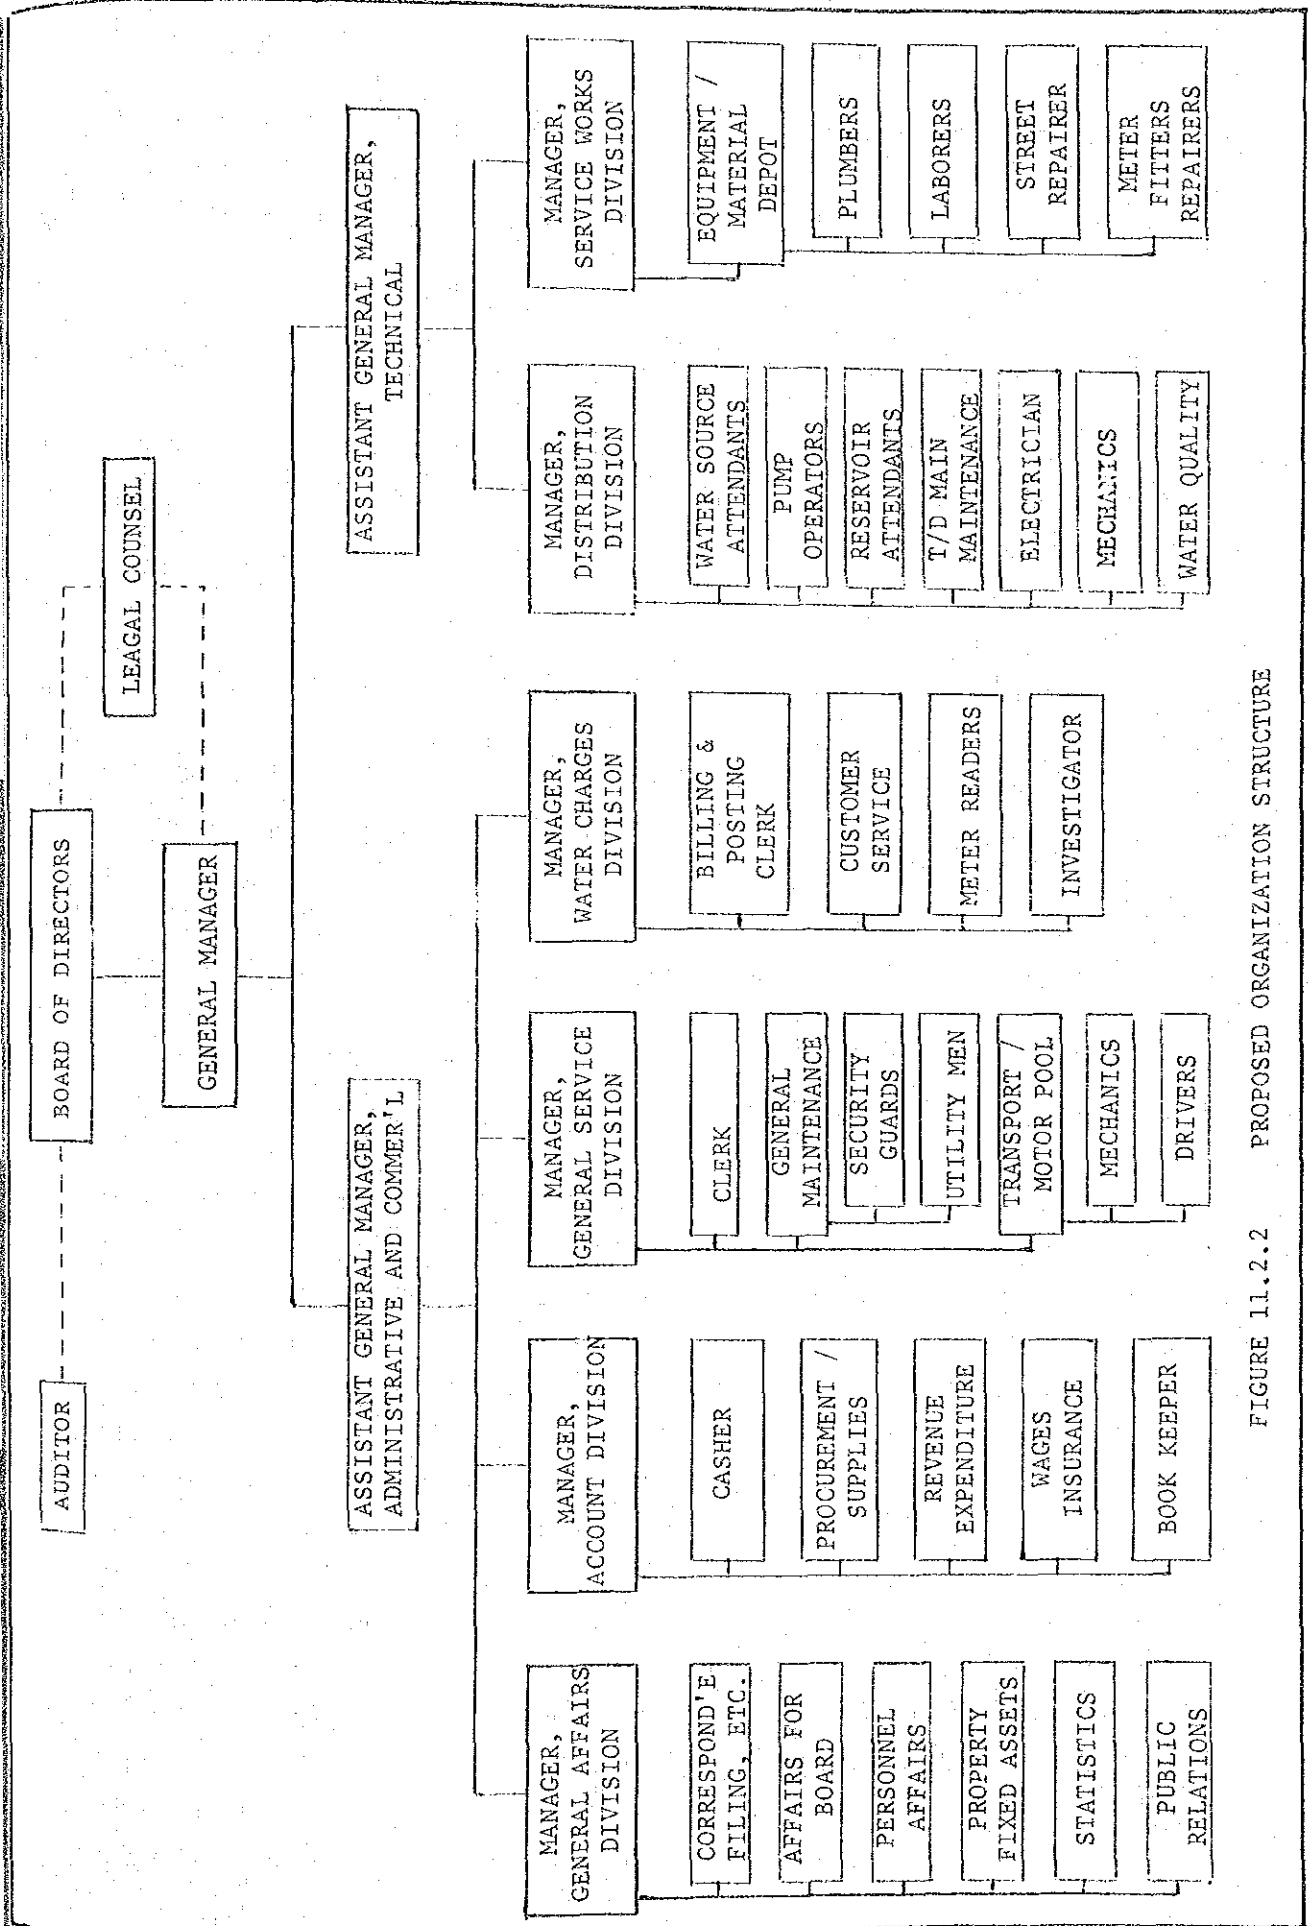 AUDITOR
BOARD OF DIRECTORS
LEAGAL COUNSEL
GENERAL MANAGER
ASSISTANT GENERAL MANAGER,
ADMINISTRATIVE AND COMMER'L
ASSISTANT GENERAL MANAGER,
TECHNICAL
MANAGER,
GENERAL AFFAIRS
DIVISION
CORRESPOND'E
FILING, ETC.
AFFAIRS FOR
BOARD
PERSONNEL
AFFAIRS
PROPERTY
FIXED ASSETS
STATISTICS
PUBLIC
RELATIONS
MANAGER,
ACCOUNT DIVISION
CASHER
PROCUREMENT /
SUPPLIES
REVENUE
EXPENDITURE
WAGES
INSURANCE
BOOK KEEPER
MANAGER,
GENERAL SERVICE
DIVISION
CLERK
GENERAL
MAINTENANCE
SECURITY
GUARDS
UTILITY MEN
TRANSPORT /
MOTOR POOL
MECHANICS
DRIVERS
MANAGER,
WATER CHARGES
DIVISION
BILLING &
POSTING
CLERK
CUSTOMER
SERVICE
METER READERS
INVESTIGATOR
MANAGER,
DISTRIBUTION
DIVISION
WATER SOURCE
ATTENDANTS
PUMP
OPERATORS
RESERVOIR
ATTENDANTS
T/D MAIN
MAINTENANCE
ELECTRICIAN
MECHANICS
WATER QUALITY
MANAGER,
SERVICE WORKS
DIVISION
EQUIPMENT /
MATERIAL
DEPOT
PLUMBERS
LABORERS
STREET
REPAIRER
METER
FITTERS
REPAIRERS
FIGURE 11.2.2 PROPOSED ORGANIZATION STRUCTURE